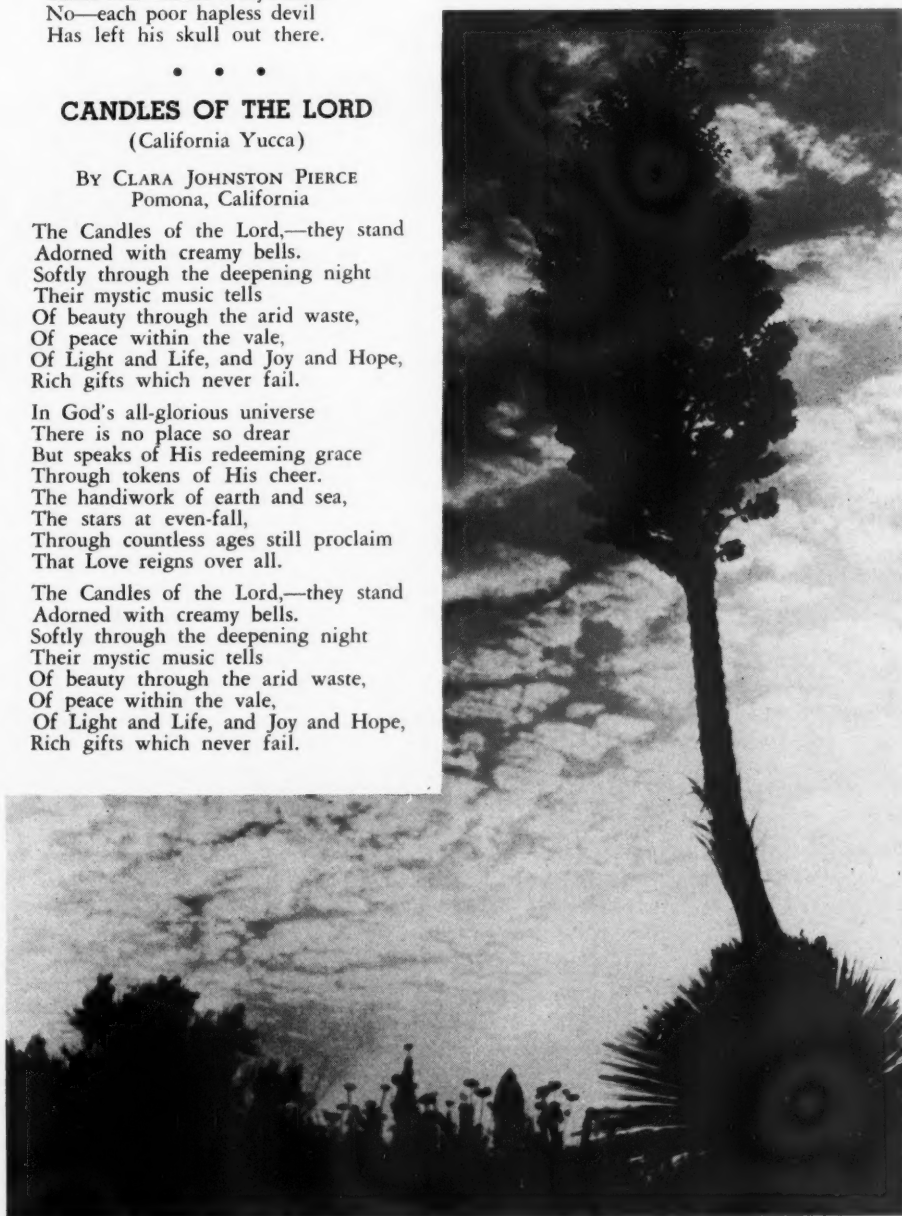 No—each poor hapless devil
Has left his skull out there.
• • •
CANDLES OF THE LORD
(California Yucca)
BY CLARA JOHNSTON PIERCE
Pomona, California
The Candles of the Lord,—they stand
Adorned with creamy bells.
Softly through the deepening night
Their mystic music tells
Of beauty through the arid waste,
Of peace within the vale,
Of Light and Life, and Joy and Hope,
Rich gifts which never fail.
In God's all-glorious universe
There is no place so drear
But speaks of His redeeming grace
Through tokens of His cheer.
The handiwork of earth and sea,
The stars at even-fall,
Through countless ages still proclaim
That Love reigns over all.
The Candles of the Lord,—they stand
Adorned with creamy bells.
Softly through the deepening night
Their mystic music tells
Of beauty through the arid waste,
Of peace within the vale,
Of Light and Life, and Joy and Hope,
Rich gifts which never fail.